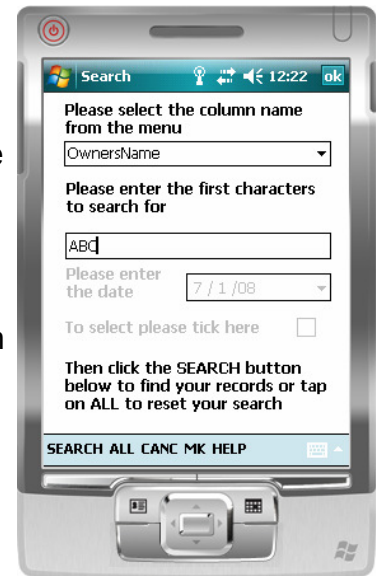 Search 12:22 ok
Please select the column name
from the menu
OwnersName
Please enter the first characters
to search for
ABC
Please enter
the date
7 / 1 /08
To select please tick here
Then click the SEARCH button
below to find your records or tap
on ALL to reset your search
SEARCH ALL CANC MK HELP